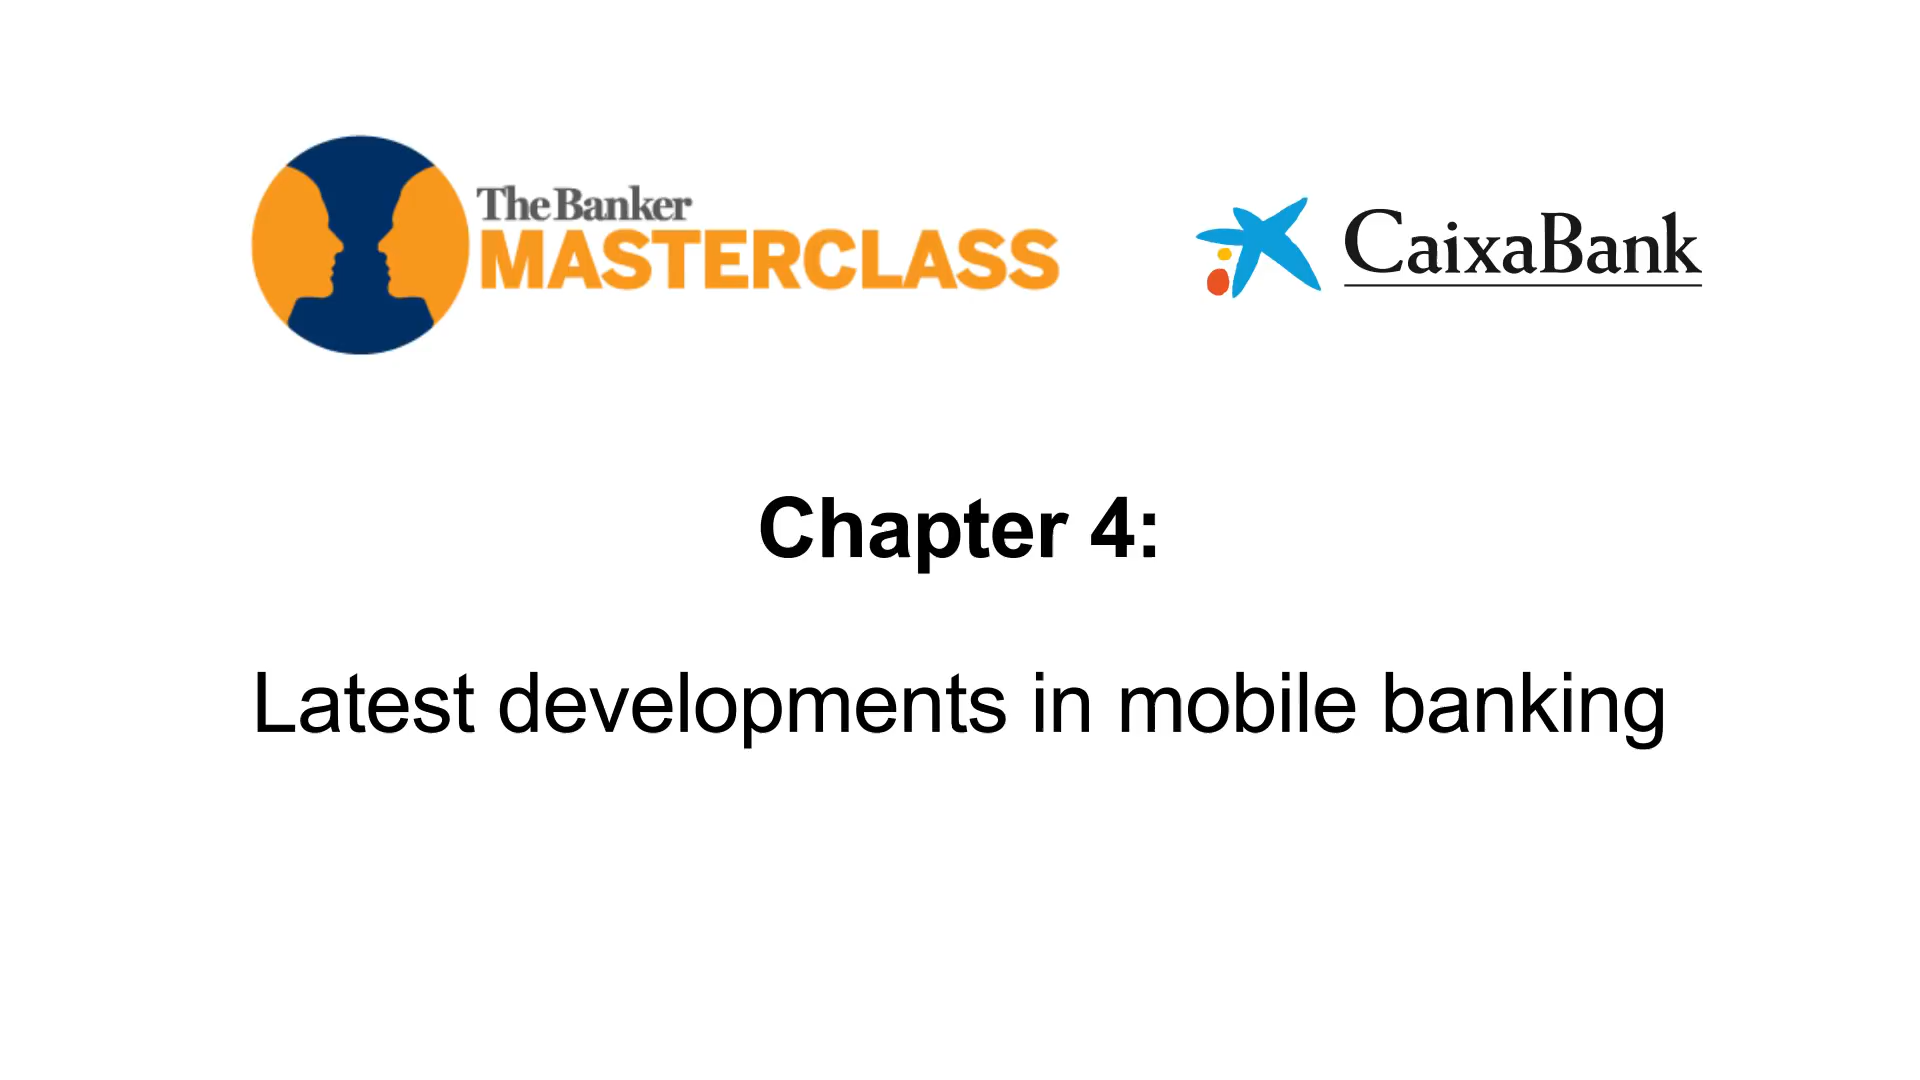 The Banker
MASTERCLASS
CaixaBank
Chapter 4:
Latest developments in mobile banking